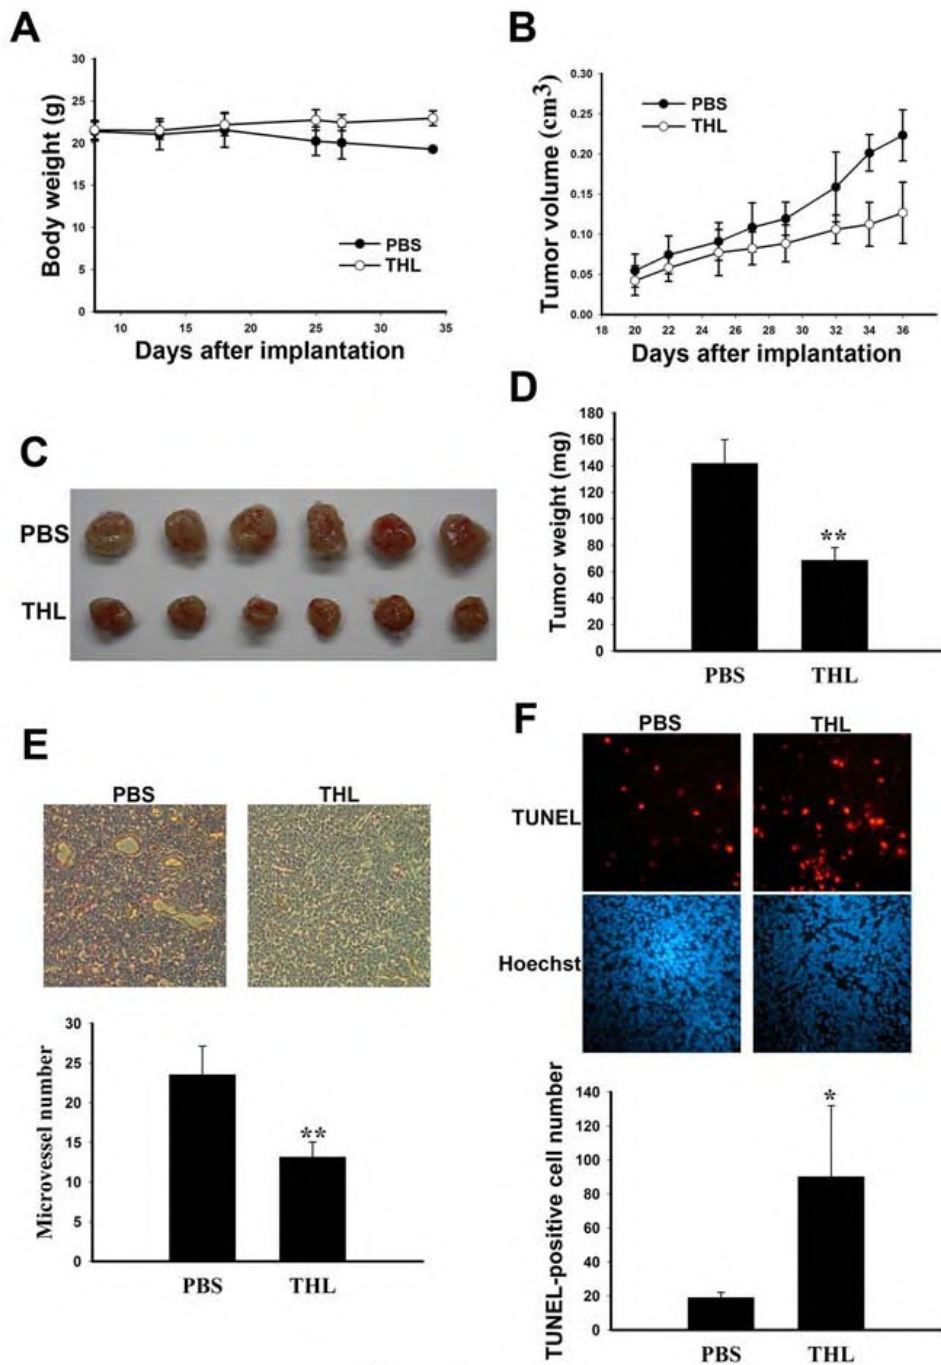 A
Body weight (g)
30
25
20
15
10
5
0
PBS
THL
10
15
20
25
30
35
Days after implantation
B
Tumor volume (cm³)
0.30
0.25
0.20
0.15
0.10
0.05
0.00
PBS
THL
18 20 22 24 26 28 30 32 34 36
Days after implantation
C
PBS
THL
D
Tumor weight (mg)
180
160
140
120
100
80
60
40
20
0
**
PBS THL
E
PBS THL
Microvessel number
30
25
20
15
10
5
0
**
PBS THL
F
PBS THL
TUNEL
Hoechst
TUNEL-positive cell number
140
120
100
80
60
40
20
0
*
PBS THL